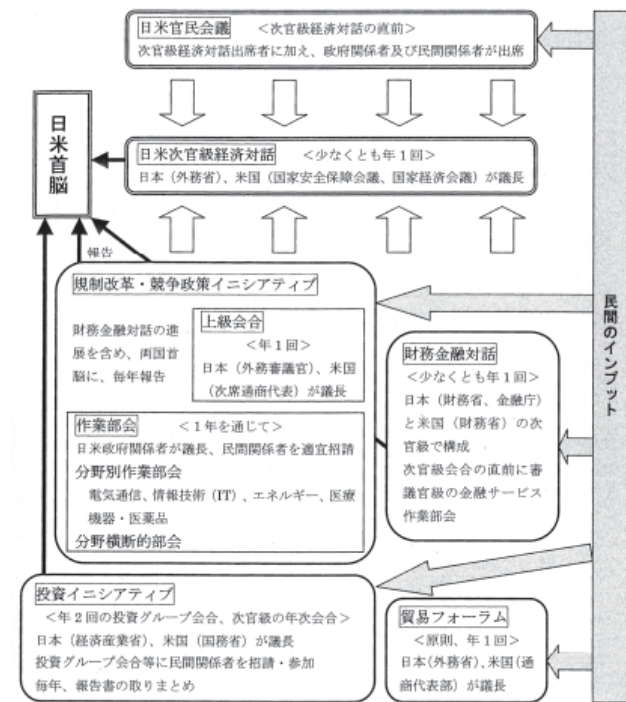 日米官民会議 <次官級経済対話の直前>
次官級経済対話出席者に加え、政府関係者及び民間関係者が出席
日米首脳
日米次官級経済対話 <少なくとも年1回>
日本(外務省)、米国(国家安全保障会議、国家経済会議)が議長
報告
規制改革・競争政策イニシアティブ
財務金融対話の進
展を含め、両国首
脳に、毎年報告
上級会合
<年1回>
日本(外務審議官)、米国
(次席通商代表)が議長
作業部会 <1年を通じて>
日米政府関係者が議長、民間関係者を適宜招請
分野別作業部会
電気通信、情報技術(IT)、エネルギー、医療
機器・医薬品
分野横断的部会
財務金融対話
<少なくとも年1回>
日本(財務省、金融庁)
と米国(財務省)の次
官級で構成
次官級会合の直前に審
議官級の金融サービス
作業部会
投資イニシアティブ
<年2回の投資グループ会合、次官級の年次会合>
日本(経済産業省)、米国(国務省)が議長
投資グループ会合等に民間関係者を招請・参加
毎年、報告書の取りまとめ
貿易フォーラム
<原則、年1回>
日本(外務省)、米国(通
商代表部)が議長
民間のインプット